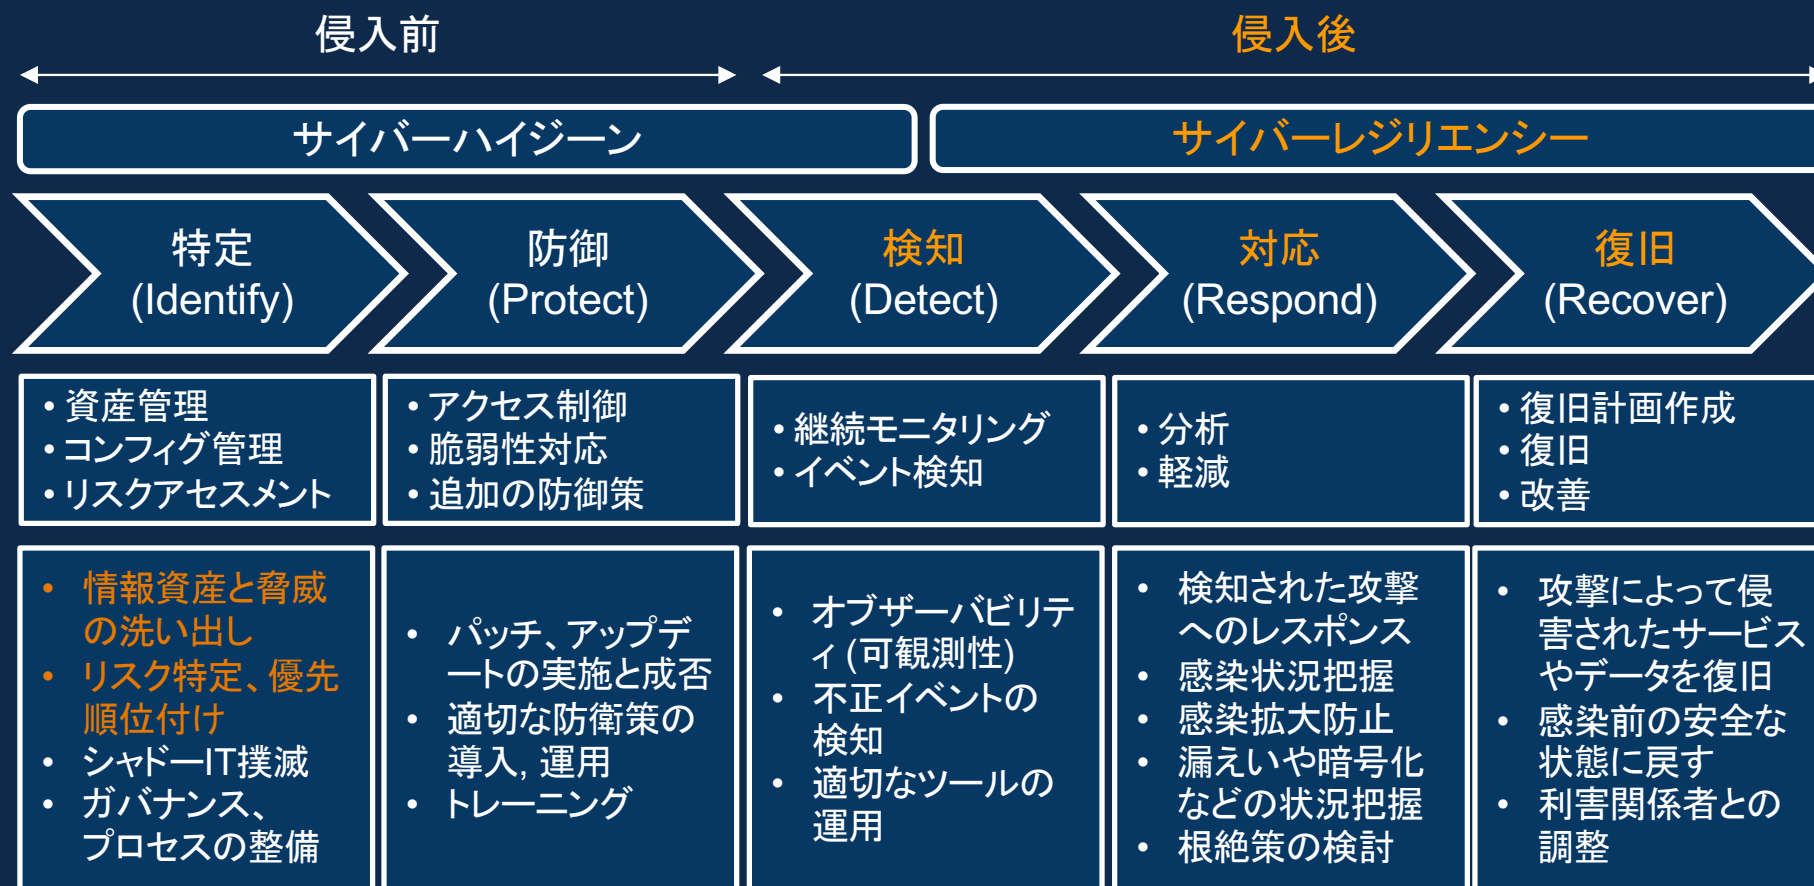 侵入前
侵入後
サイバーハイジーン
サイバーレジリエンシー
特定
(Identify)
防御
(Protect)
検知
(Detect)
対応
(Respond)
復旧
(Recover)
• 資産管理
• コンフィグ管理
• リスクアセスメント
• アクセス制御
• 脆弱性対応
• 追加の防御策
• 継続モニタリング
• イベント検知
• 分析
• 軽減
• 復旧計画作成
• 復旧
• 改善
• 情報資産と脅威
の洗い出し
• リスク特定、優先
順位付け
• シャドーIT撲滅
• ガバナンス、
プロセスの整備
• パッチ、アップデ
ートの実施と成否
• 適切な防衛策の
導入, 運用
• トレーニング
• オブザーバビリテ
ィ (可観測性)
• 不正イベントの
検知
• 適切なツールの
運用
• 検知された攻撃
へのレスポンス
• 感染状況把握
• 感染拡大防止
• 漏えいや暗号化
などの状況把握
• 根絶策の検討
• 攻撃によって侵
害されたサービス
やデータを復旧
• 感染前の安全な
状態に戻す
• 利害関係者との
調整